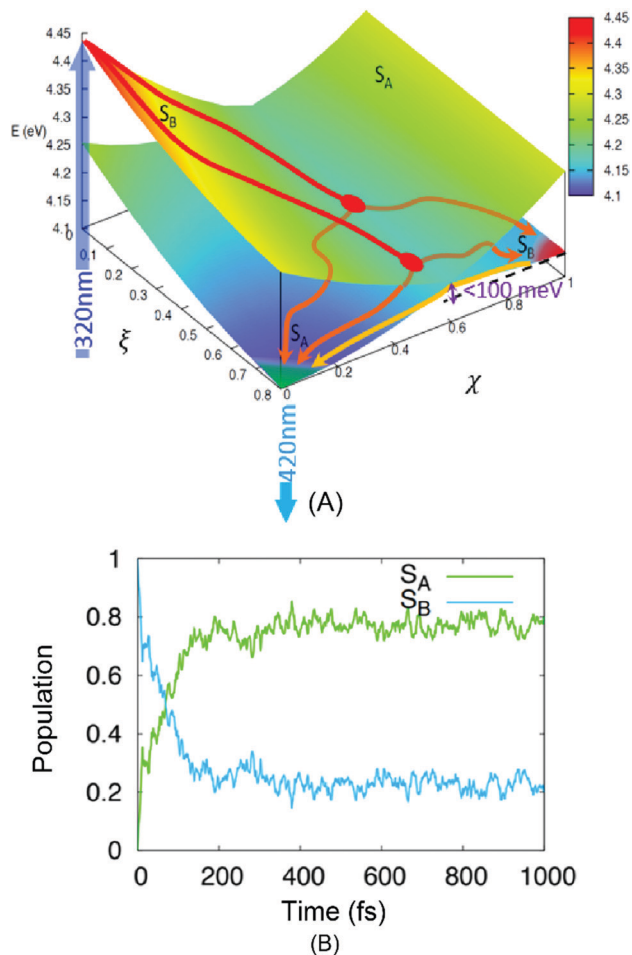 4.45
4.4
4.35
4.3
E (eV)
4.25
4.2
4.15
4.1
0
0.1
0.2
0.3
0.4
0.5
0.6
0.7
0.8
ξ
0
0.2
0.4
0.6
0.8
1
χ
S_B
S_A
S_B
S_A
<100 meV
320nm
420nm
4.45
4.4
4.35
4.3
4.25
4.2
4.15
4.1
(A)
1
0.8
0.6
0.4
0.2
0
Population
S_A
S_B
0 200 400 600 800 1000
Time (fs)
(B)